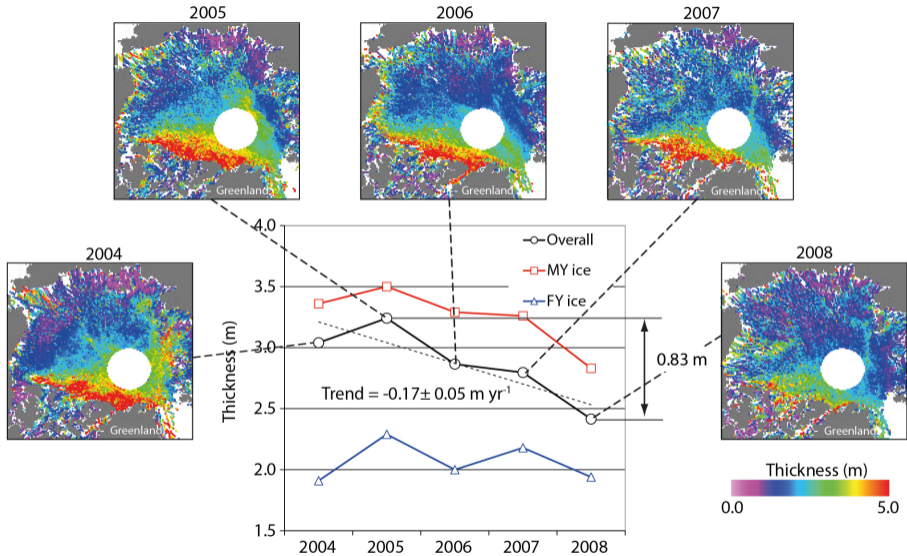 2005
2006
2007
Greenland
Greenland
Greenland
2004
Greenland
2008
Greenland
4.0
3.5
3.0
2.5
2.0
1.5
Thickness (m)
Overall
MY ice
FY ice
0.83 m
Trend = -0.17± 0.05 m yr-1
2004 2005 2006 2007 2008
Thickness (m)
0.0 5.0